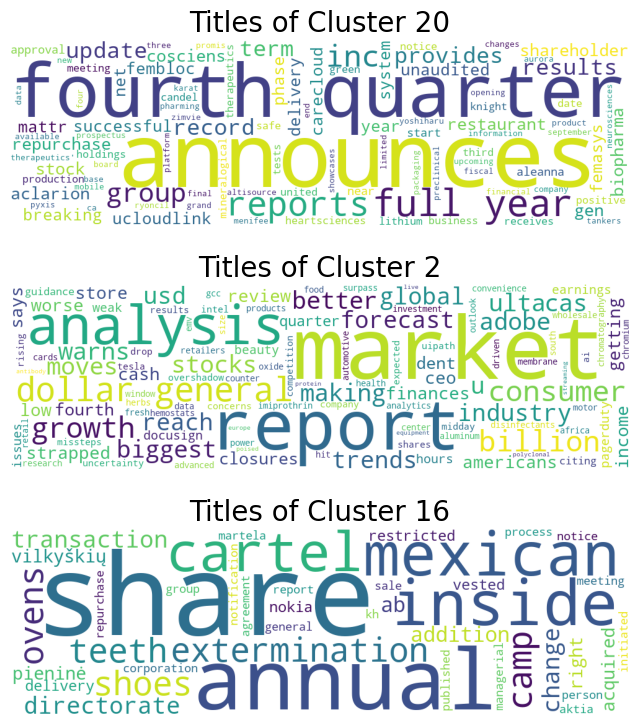 Titles of Cluster 20
approval new three meeting promis cosciens therapeutics term inc provides notice changes shareholder
update net fembloc phase delivery carecloud system green unaudited aurora results
fourth quarter
data four karat candel pharming zimvie knight opening date
mattr successful record safe tests year end start yoshiharu restaurant information product september neurosciences
repurchase available prospectus therapeutics holdings platform announces third upcoming fiscal limited femasys biopharma
stock production base board mobile aleanna
aclarion pyxis ca group final ryoncil grand altisource mineralogical united showcases near preclinical packaging full year financial company gen positive
breaking ucloudlink menifee reports heartsciences lithium business receives tankers
Titles of Cluster 2
says guidance store usd gcc review food surpass live global convenience earnings
worse weak results intel products better investment forecast outlook ultacas wholesale
rising analysis size emv quarter adobe getting chromatography chromium
warns cards drop tesla retailers beauty market
moves stocks overshadow counter oxide competition automotive dent uipath expected driven membrane south ai
cash window health ceo
dollar general herbs imiprothrin protein making finances u consumer
low fourth freshhemostats data concerns company analytics disinfectants motor
issues retail growth docusign reach report center industry africa income
missteps power europe equipment shares midday aluminum billion pagerduty
strapped biggest closures hit poised trends polyclonal hours americans citing
research uncertainty advanced
Titles of Cluster 16
transaction martela cartel restricted process notice
vilkyškių mexican
ovens repurchase share group notification agreement report nokia general sale kh vested ab inside meeting
teeth extermination addition camp change right acquired initiated
pieninė shoes corporation annual published managerial person
delivery directorate aktia